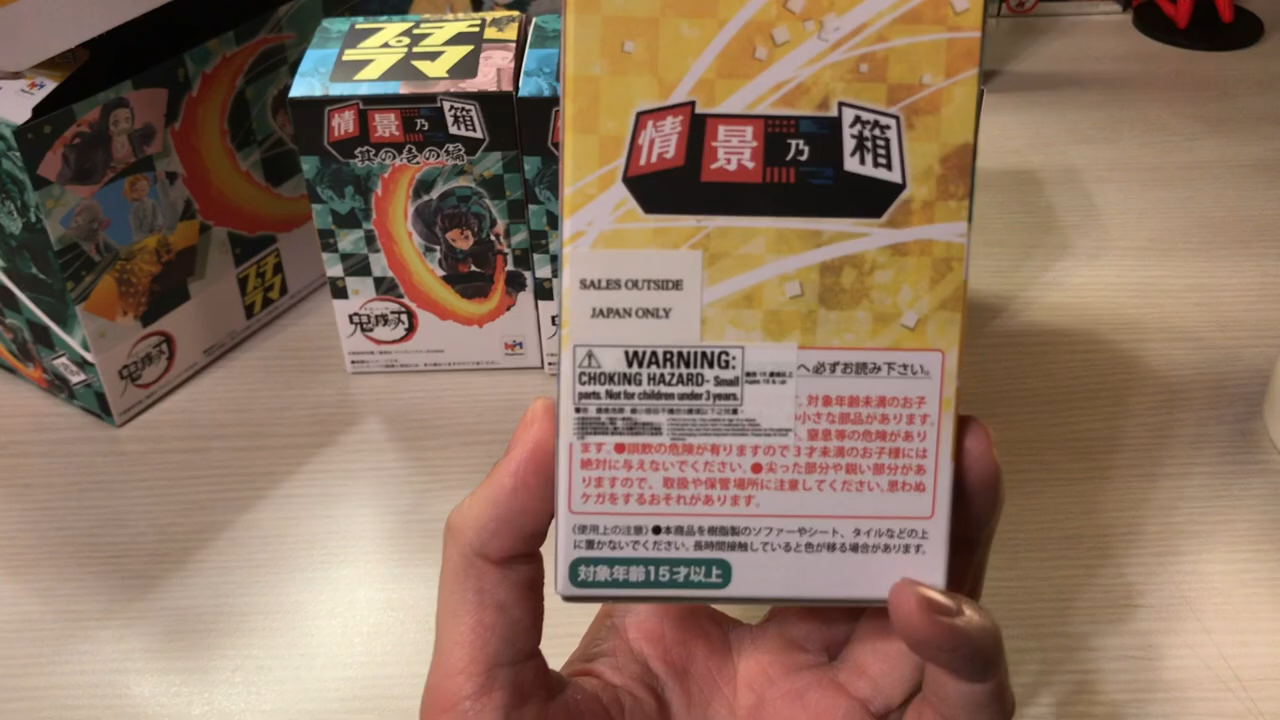 プチ
ラマ
情景乃箱
其の壱の編
鬼滅の刃
プチ
ラマ
鬼滅の刃
情景乃箱
SALES OUTSIDE
JAPAN ONLY
WARNING:
CHOKING HAZARD- Small
parts. Not for children under 3 years.
へ必ずお読み下さい。
対象年齢未満のお子
小さな部品があります。
窒息等の危険があり
ます。●誤飲の危険が有りますので3才未満のお子様には
絶対に与えないでください。●尖った部分や鋭い部分があ
りますので、取扱や保管場所に注意してください。思わぬ
ケガをするおそれがあります。
〈使用上の注意〉●本商品を樹脂製のソファーやシート、タイルなどの上
に置かないでください。長時間接触していると色が移る場合があります。
対象年齢15才以上